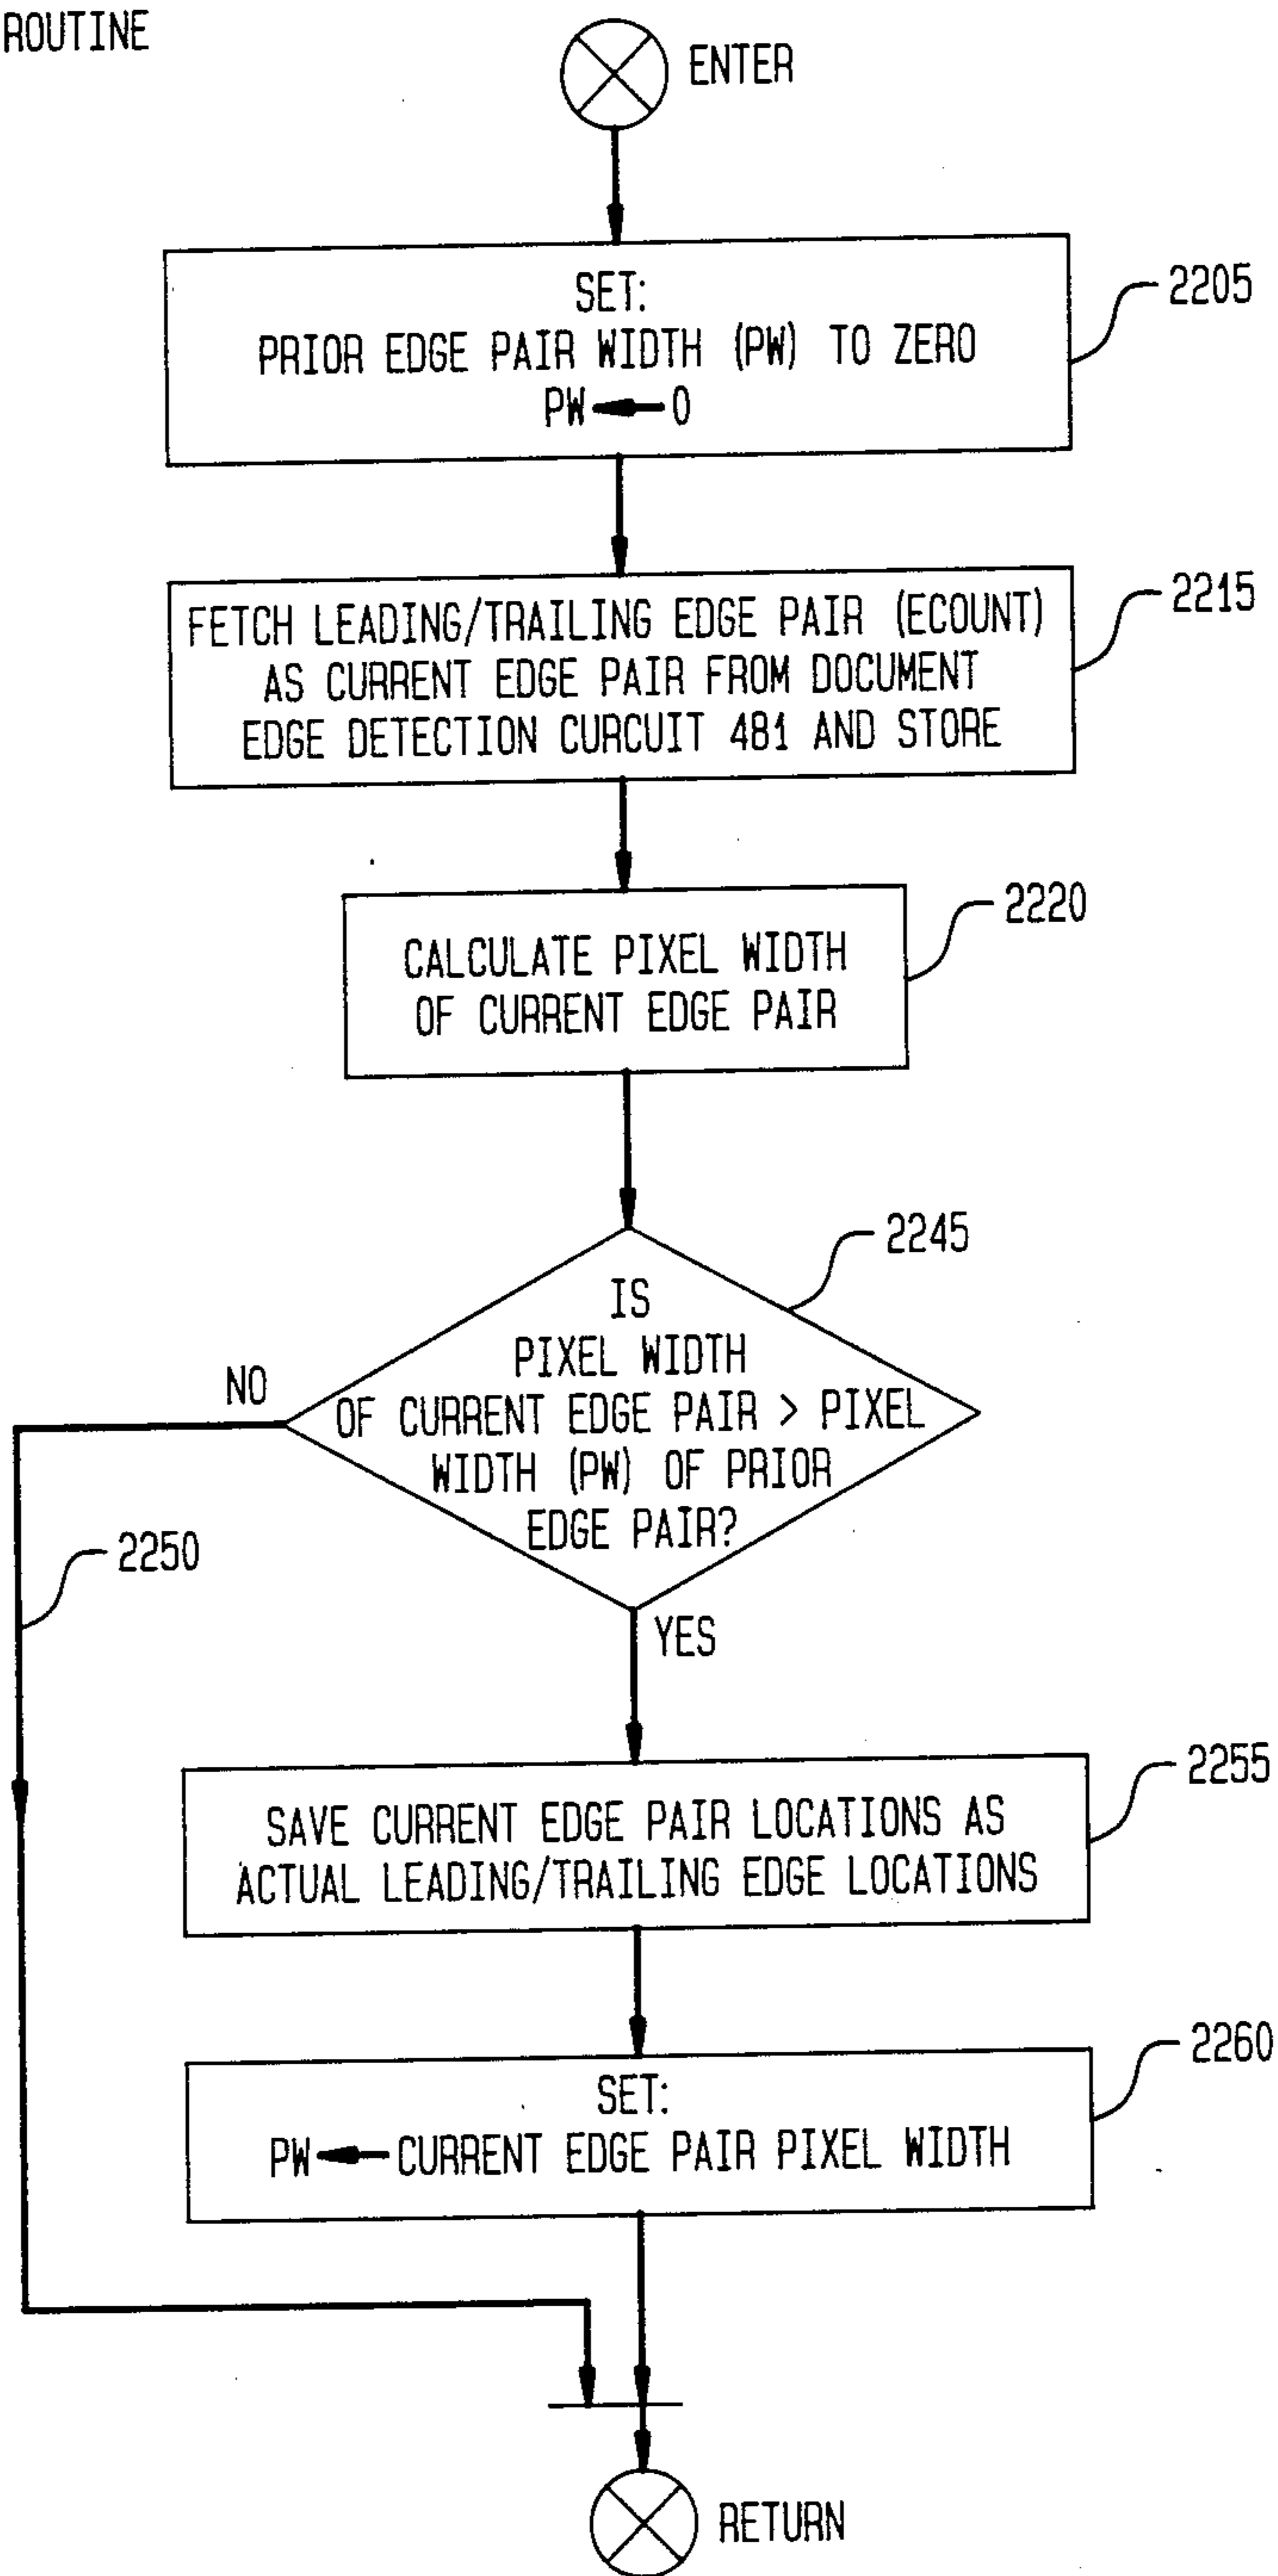 ROUTINE
ENTER
SET:
PRIOR EDGE PAIR WIDTH (PW) TO ZERO
PW ← 0
2205
FETCH LEADING/TRAILING EDGE PAIR (ECOUNT)
AS CURRENT EDGE PAIR FROM DOCUMENT
EDGE DETECTION CURCUIT 481 AND STORE
2215
CALCULATE PIXEL WIDTH
OF CURRENT EDGE PAIR
2220
IS
PIXEL WIDTH
OF CURRENT EDGE PAIR > PIXEL
WIDTH (PW) OF PRIOR
EDGE PAIR?
2245
NO
2250
YES
SAVE CURRENT EDGE PAIR LOCATIONS AS
ACTUAL LEADING/TRAILING EDGE LOCATIONS
2255
SET:
PW ← CURRENT EDGE PAIR PIXEL WIDTH
2260
RETURN